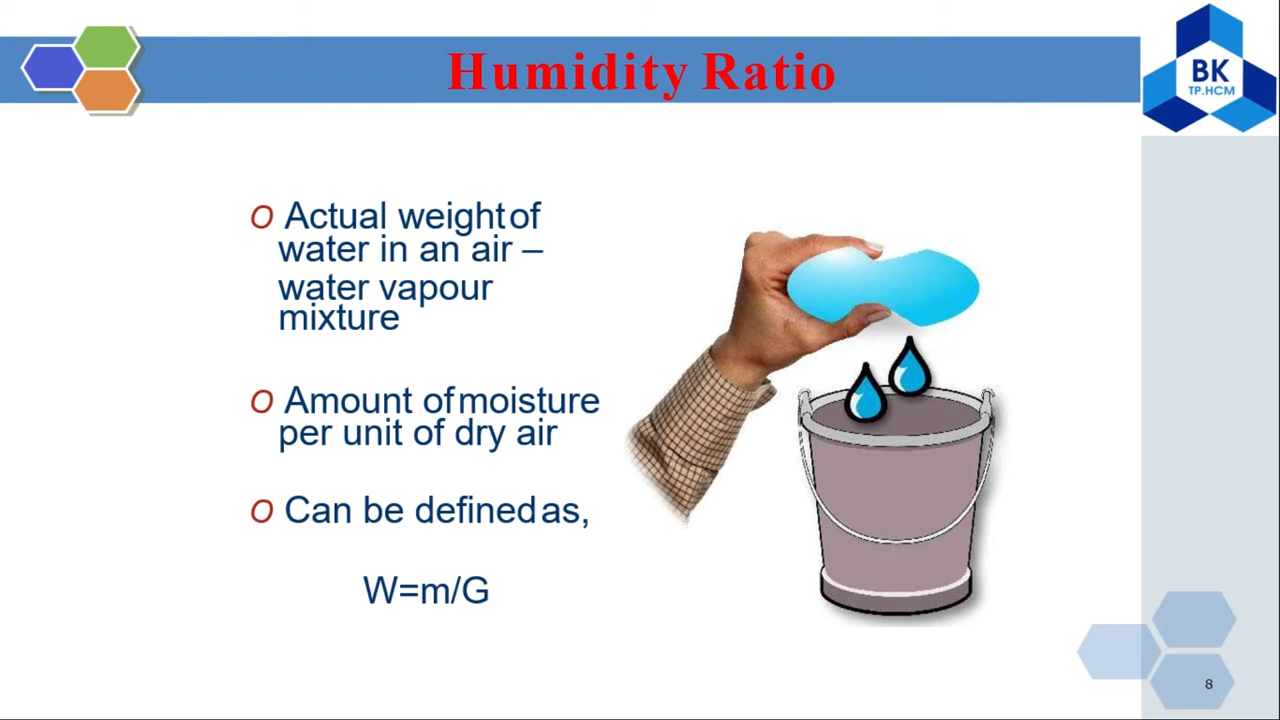 Humidity Ratio
BK
TP.HCM
O Actual weight of
water in an air –
water vapour
mixture
O Amount of moisture
per unit of dry air
O Can be defined as,
W=m/G
8